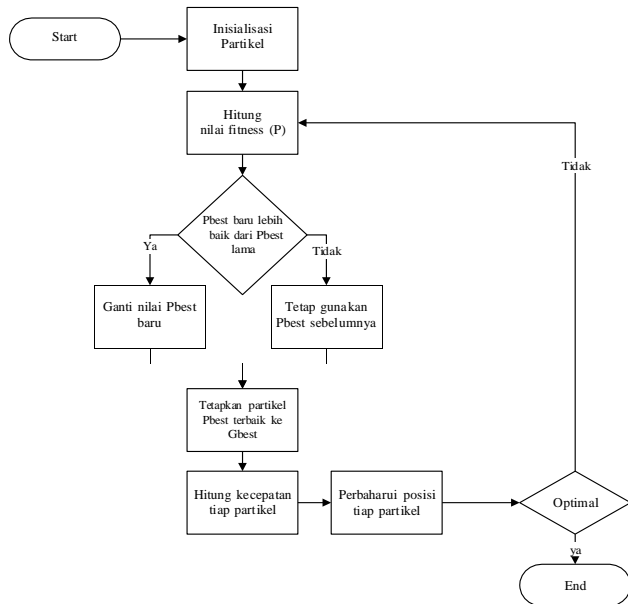 Start
Inisialisasi
Partikel
Hitung
nilai fitness (P)
Tidak
Pbest baru lebih
baik dari Pbest
lama
Ya
Tidak
Ganti nilai Pbest
baru
Tetap gunakan
Pbest sebelumnya
Tetapkan partikel
Pbest terbaik ke
Gbest
Hitung kecepatan
tiap partikel
Perbaharui posisi
tiap partikel
Optimal
ya
End